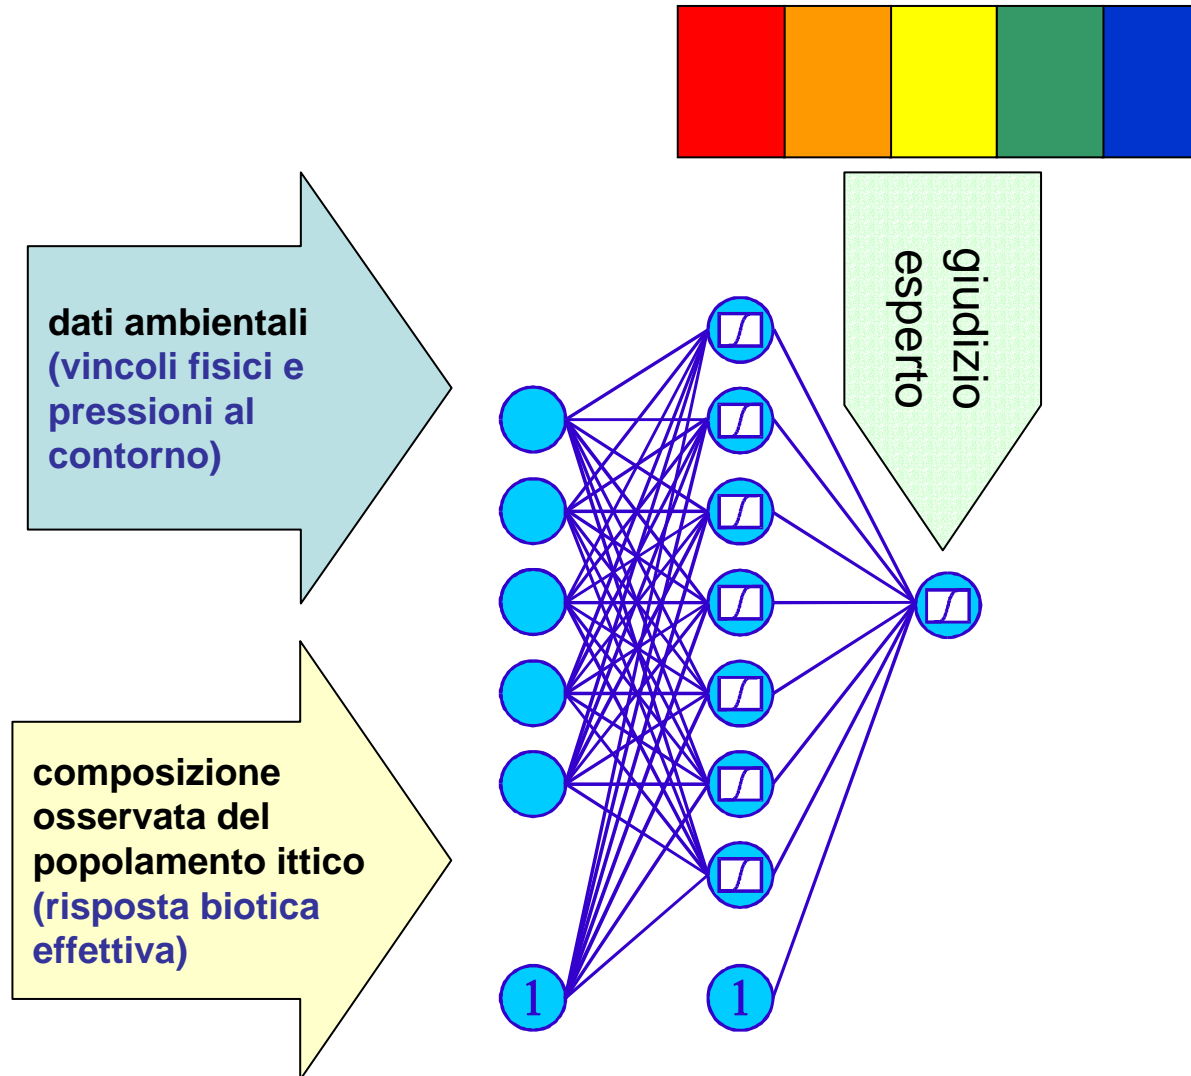 giudizio
esperto
dati ambientali
(vincoli fisici e
pressioni al
contorno)
composizione
osservata del
popolamento ittico
(risposta biotica
effettiva)
1
1